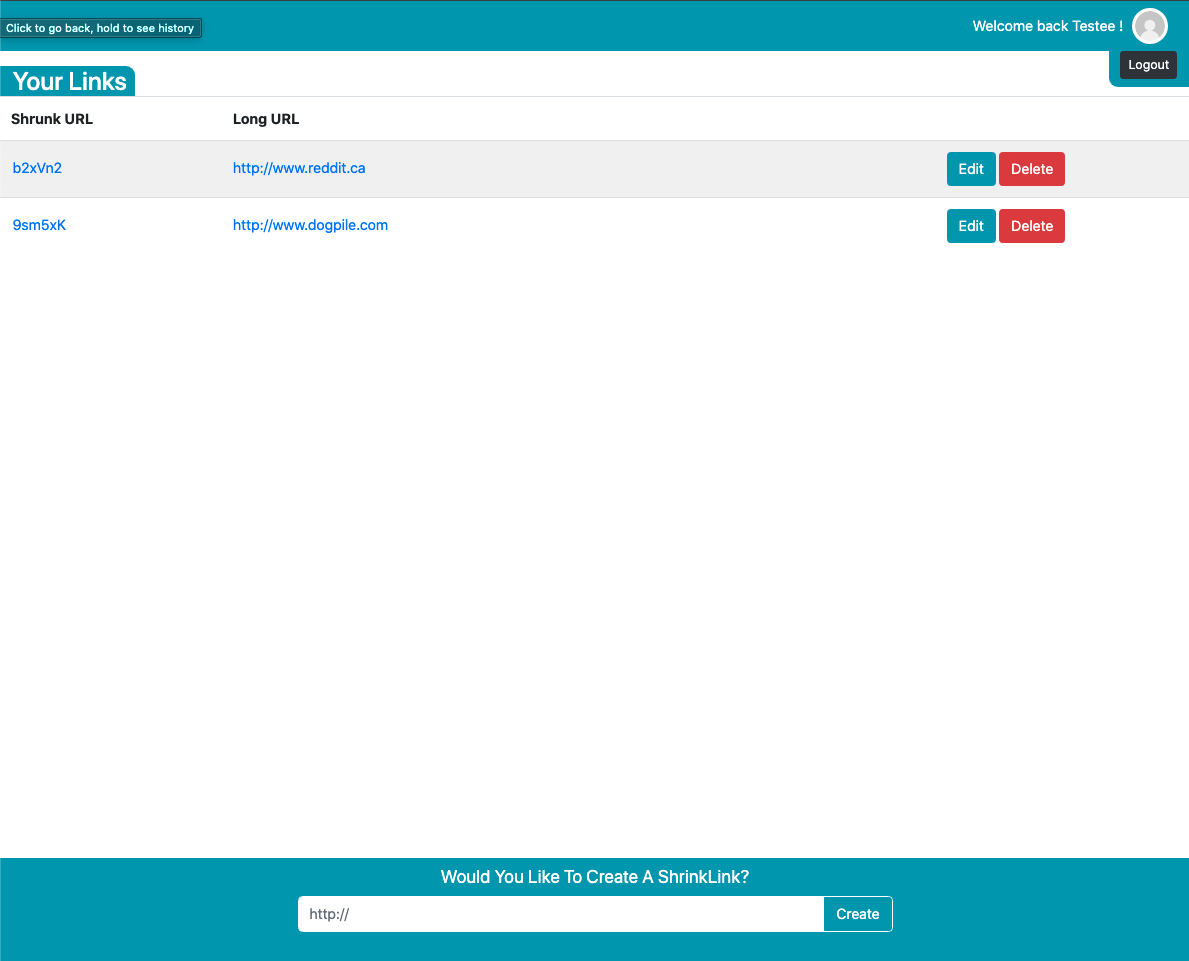 Click to go back, hold to see history
Welcome back Testee !
Logout
Your Links
Shrunk URL Long URL
b2xVn2 http://www.reddit.ca Edit Delete
9sm5xK http://www.dogpile.com Edit Delete
Would You Like To Create A ShrinkLink?
http:// Create